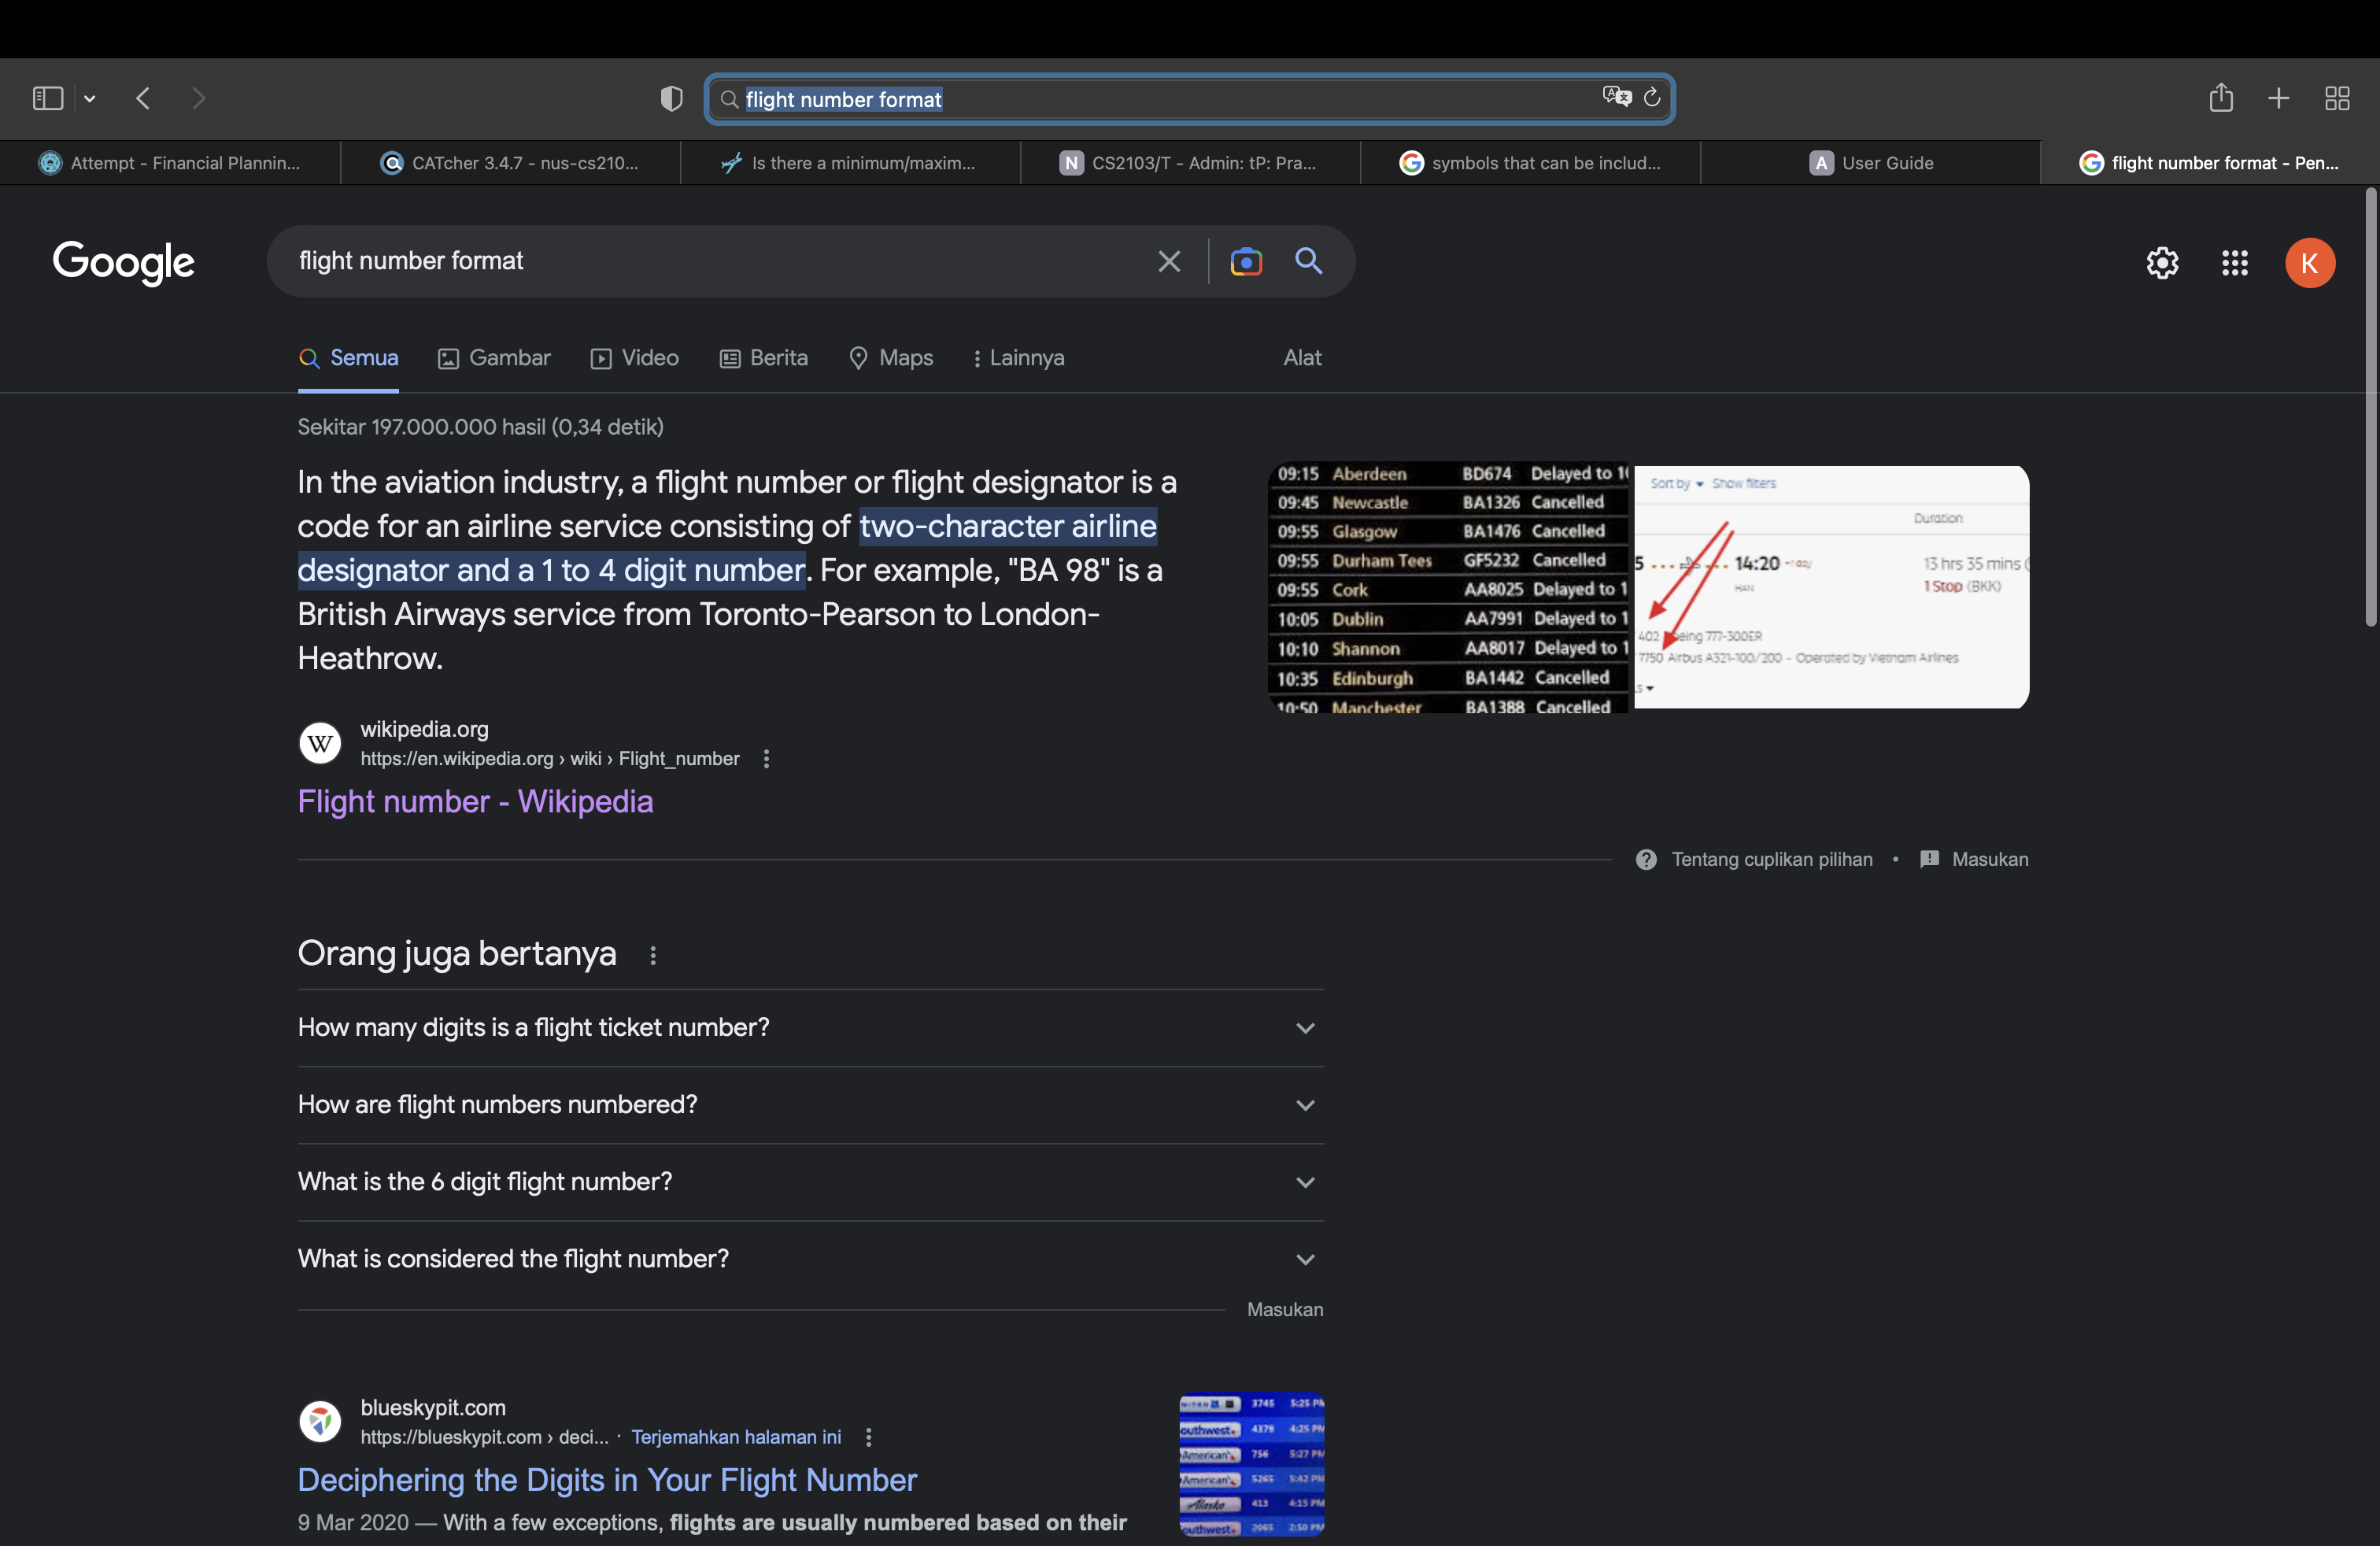 flight number format
Attempt - Financial Plannin...
CATcher 3.4.7 - nus-cs210...
Is there a minimum/maxim...
N CS2103/T - Admin: tP: Pra...
symbols that can be includ...
A User Guide
flight number format - Pen...
Google
flight number format
K
Semua
Gambar
Video
Berita
Maps
Lainnya
Alat
Sekitar 197.000.000 hasil (0,34 detik)
In the aviation industry, a flight number or flight designator is a
code for an airline service consisting of two-character airline
designator and a 1 to 4 digit number. For example, "BA 98" is a
British Airways service from Toronto-Pearson to London-
Heathrow.
09:15 Aberdeen BD674 Delayed to 10
09:45 Newcastle BA1326 Cancelled
09:55 Glasgow BA1476 Cancelled
09:55 Durham Tees GF5232 Cancelled
09:55 Cork AA8025 Delayed to 1
10:05 Dublin AA7991 Delayed to 1
10:10 Shannon AA8017 Delayed to 1
10:35 Edinburgh BA1442 Cancelled
10:50 Manchester BA1388 Cancelled
Sort by Show filters
Duration
5 14:20 +1 day 13 hrs 35 mins (
HAN 1 Stop (BKK)
402 Boeing 777-300ER
7750 Airbus A321-100/200 - Operated by Vietnam Airlines
W wikipedia.org
https://en.wikipedia.org › wiki › Flight_number
Flight number - Wikipedia
Tentang cuplikan pilihan • Masukan
Orang juga bertanya
How many digits is a flight ticket number?
How are flight numbers numbered?
What is the 6 digit flight number?
What is considered the flight number?
Masukan
blueskypit.com
https://blueskypit.com › deci... · Terjemahkan halaman ini
Deciphering the Digits in Your Flight Number
9 Mar 2020 — With a few exceptions, flights are usually numbered based on their
3745 5:25 PM
outhwest 4379 4:25 PM
American 756 5:27 PM
American 5265 5:42 PM
Alaska 413 4:15 PM
outhwest 2065 2:50 PM